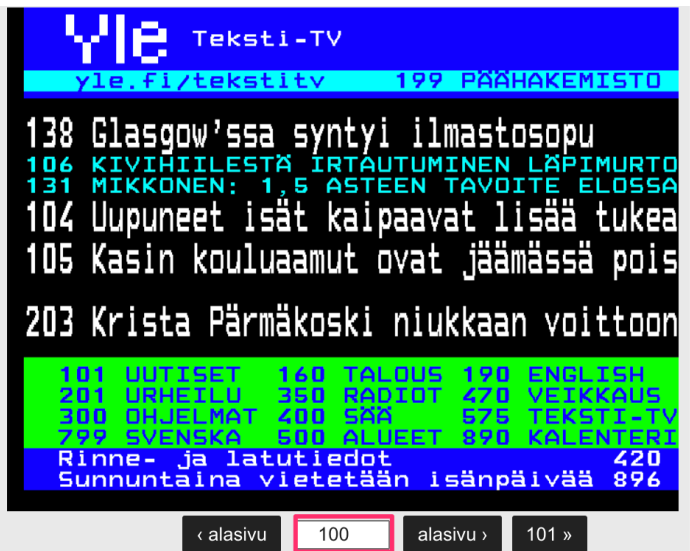 Yle Teksti-TV
yle.fi/tekstitv 199 PÄÄHAKEMISTO
138 Glasgow'ssa syntyi ilmastosopu
106 KIVIHIILESTÄ IRTAUTUMINEN LÄPIMURTO
131 MIKKONEN: 1,5 ASTEEN TAVOITE ELOSSA
104 Uupuneet isät kaipaavat lisää tukea
105 Kasin kouluaamut ovat jäämässä pois
203 Krista Pärmäkoski niukkaan voittoon
101 UUTISET 160 TALOUS 190 ENGLISH
201 URHEILU 350 RADIOT 470 VEIKKAUS
300 OHJELMAT 400 SÄÄ 575 TEKSTI-TV
799 SVENSKA 500 ALUEET 890 KALENTERI
Rinne- ja latutiedot 420
Sunnuntaina vietetään isänpäivää 896
‹ alasivu 100 alasivu › 101 »